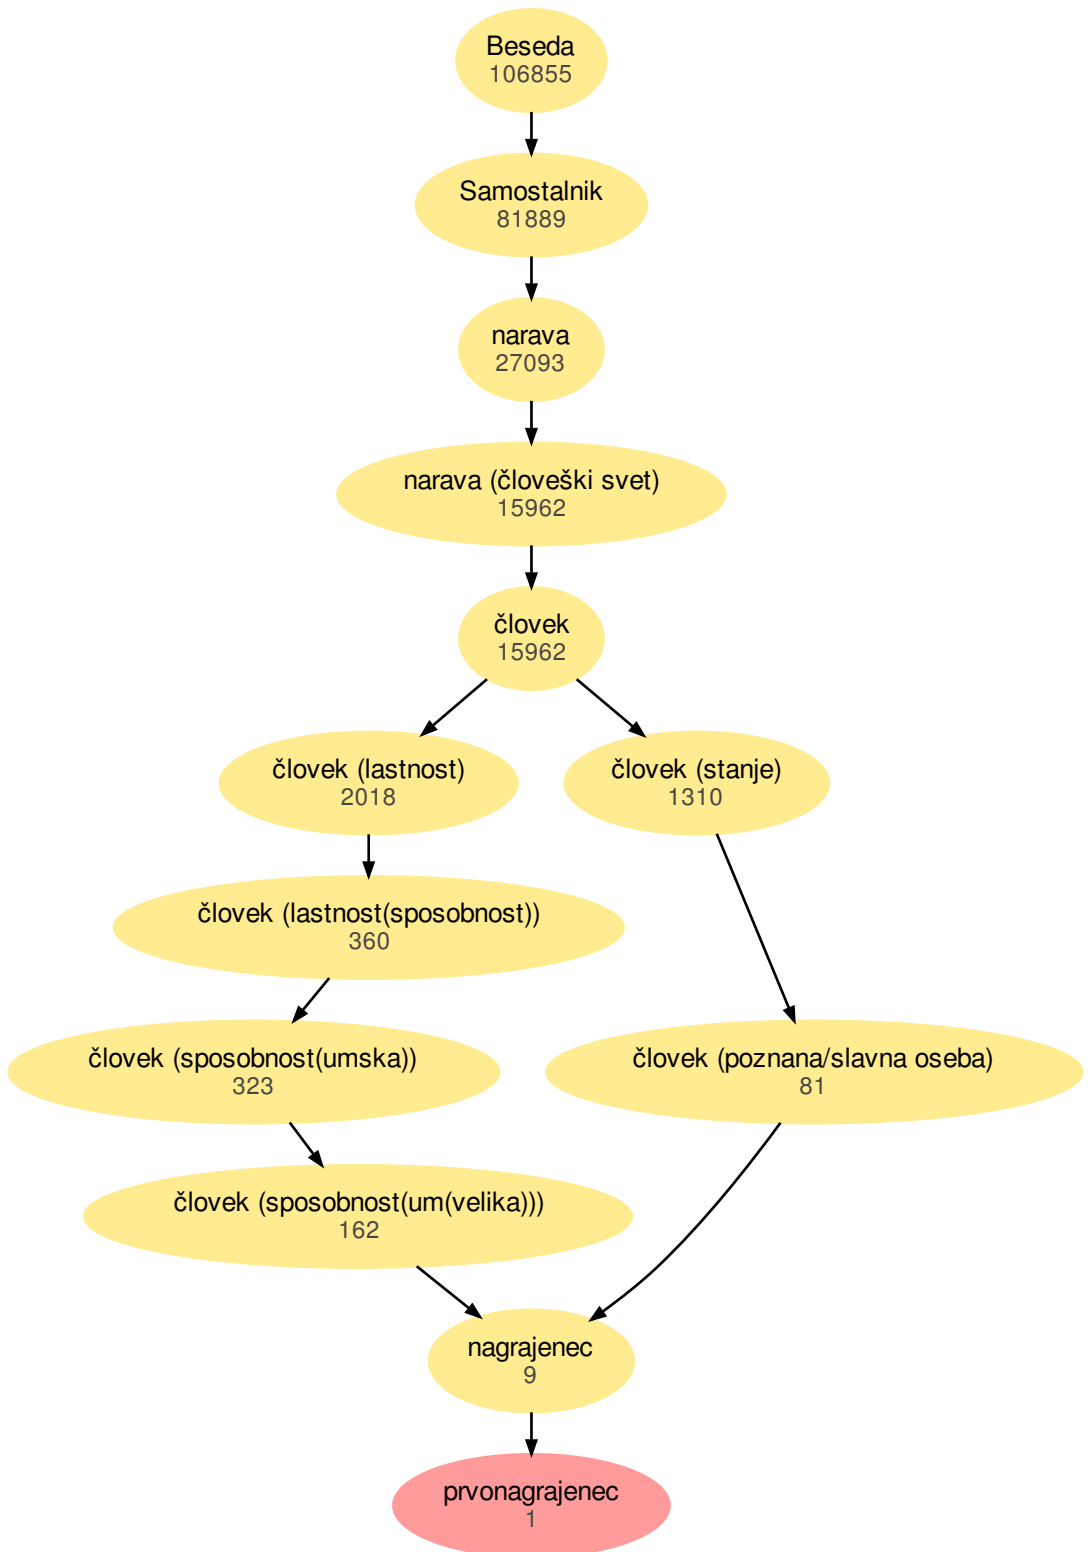 Beseda
106855
Samostalnik
81889
narava
27093
narava (človeški svet)
15962
človek
15962
človek (lastnost)
2018
človek (stanje)
1310
človek (lastnost(sposobnost))
360
človek (sposobnost(umska))
323
človek (poznana/slavna oseba)
81
človek (sposobnost(um(velika)))
162
nagrajenec
9
prvonagrajenec
1